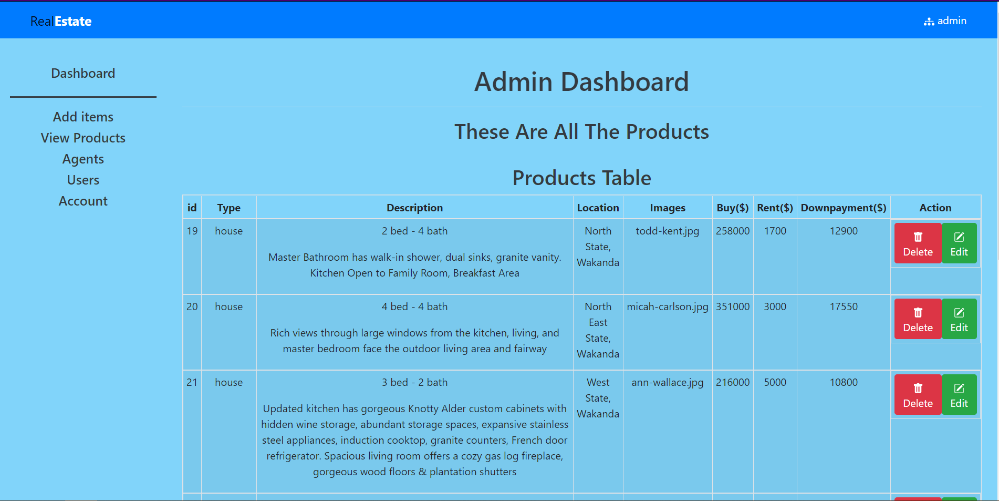 RealEstate
admin
Dashboard
Add items
View Products
Agents
Users
Account
Admin Dashboard
These Are All The Products
Products Table
id Type Description Location Images Buy($) Rent($) Downpayment($) Action
19 house 2 bed - 4 bath North todd-kent.jpg 258000 1700 12900
State,
Master Bathroom has walk-in shower, dual sinks, granite vanity. Wakanda
Kitchen Open to Family Room, Breakfast Area
Delete Edit
20 house 4 bed - 4 bath North micah-carlson.jpg 351000 3000 17550
East
Rich views through large windows from the kitchen, living, and State,
master bedroom face the outdoor living area and fairway Wakanda
Delete Edit
21 house 3 bed - 2 bath West ann-wallace.jpg 216000 5000 10800
State,
Updated kitchen has gorgeous Knotty Alder custom cabinets with Wakanda
hidden wine storage, abundant storage spaces, expansive stainless
steel appliances, induction cooktop, granite counters, French door
refrigerator. Spacious living room offers a cozy gas log fireplace,
gorgeous wood floors & plantation shutters
Delete Edit